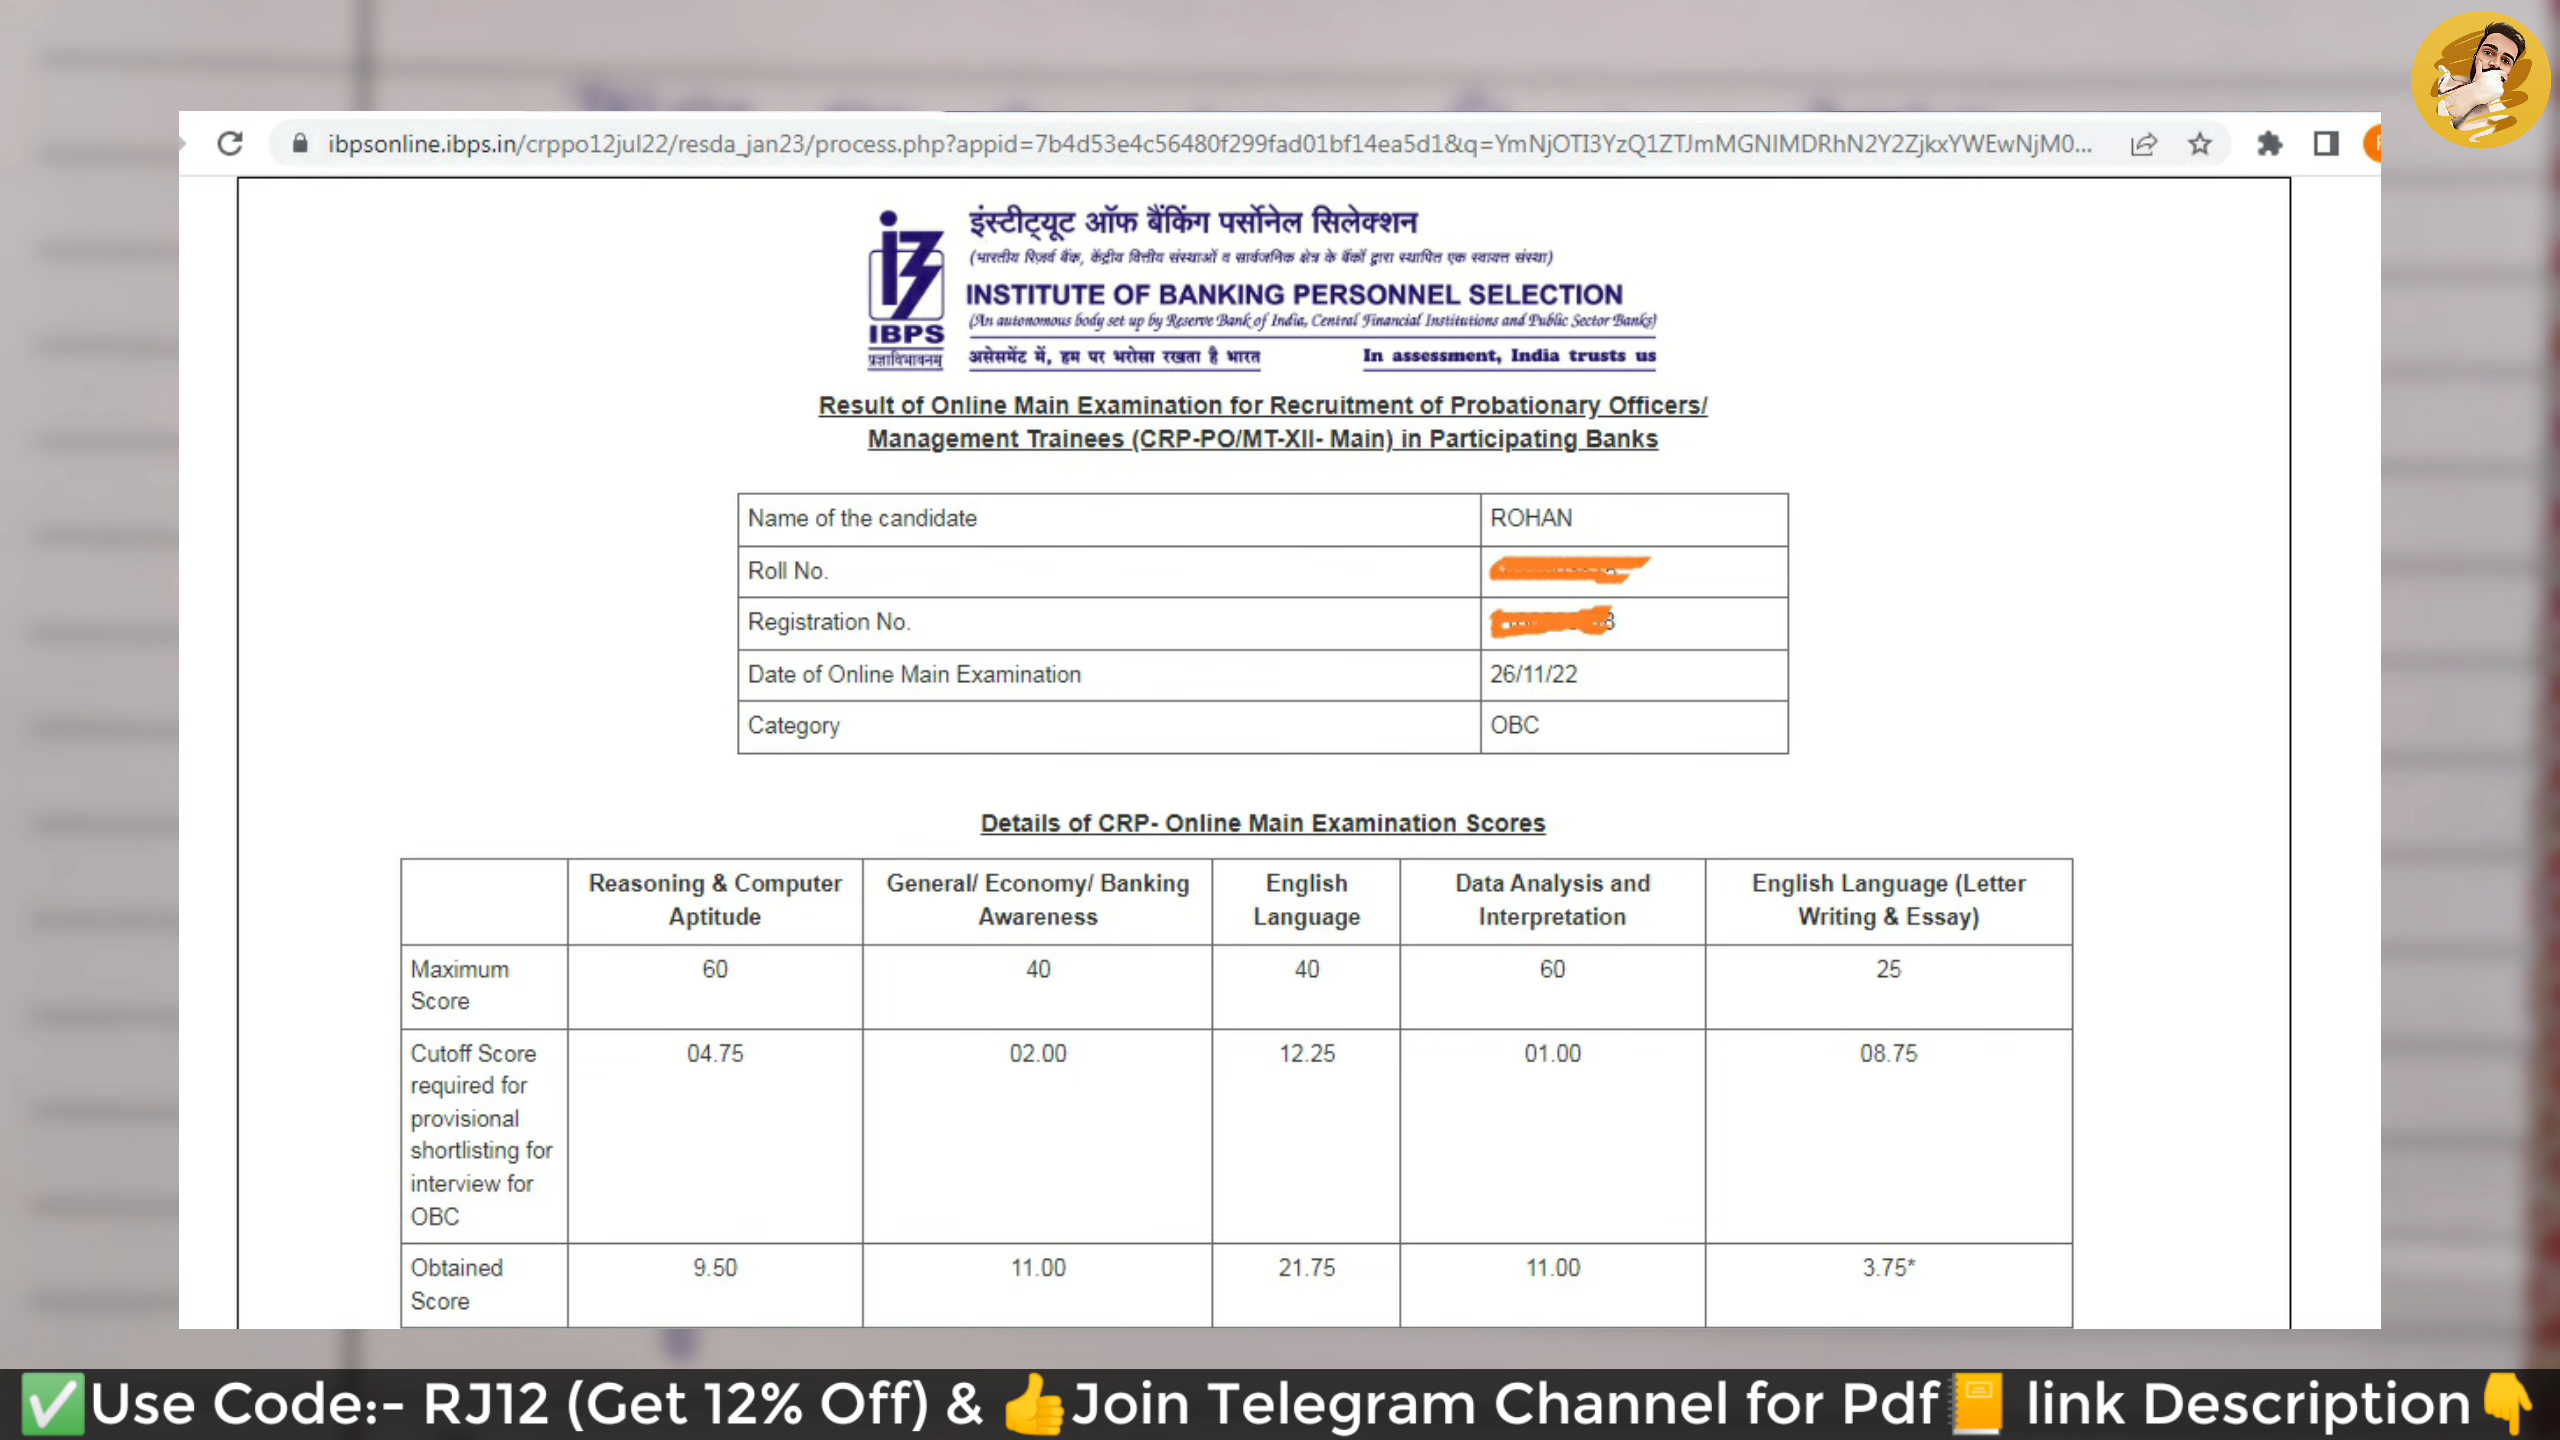 ibpsonline.ibps.in/crppo12jul22/resda_jan23/process.php?appid=7b4d53e4c56480f299fad01bf14ea5d1&q=YmNjOTI3YzQ1ZTJmMGNlMDRhN2Y2ZjkxYWEwNjM0...
इंस्टीट्यूट ऑफ बैंकिंग पर्सोनेल सिलेक्शन
(भारतीय रिज़र्व बैंक, केंद्रीय वित्तीय संस्थाओं व सार्वजनिक क्षेत्र के बैंकों द्वारा स्थापित एक स्वायत्त संस्था)
INSTITUTE OF BANKING PERSONNEL SELECTION
(An autonomous body set up by Reserve Bank of India, Central Financial Institutions and Public Sector Banks)
IBPS
प्रज्ञाविभावनम्
असेसमेंट में, हम पर भरोसा रखता है भारत In assessment, India trusts us
Result of Online Main Examination for Recruitment of Probationary Officers/
Management Trainees (CRP-PO/MT-XII- Main) in Participating Banks
Name of the candidate ROHAN
Roll No.
Registration No.
Date of Online Main Examination 26/11/22
Category OBC
Details of CRP- Online Main Examination Scores
Reasoning & Computer Aptitude
General/ Economy/ Banking Awareness
English Language
Data Analysis and Interpretation
English Language (Letter Writing & Essay)
Maximum Score 60 40 40 60 25
Cutoff Score required for provisional shortlisting for interview for OBC 04.75 02.00 12.25 01.00 08.75
Obtained Score 9.50 11.00 21.75 11.00 3.75*
✅Use Code:- RJ12 (Get 12% Off) & 👍Join Telegram Channel for Pdf📒 link Description👇